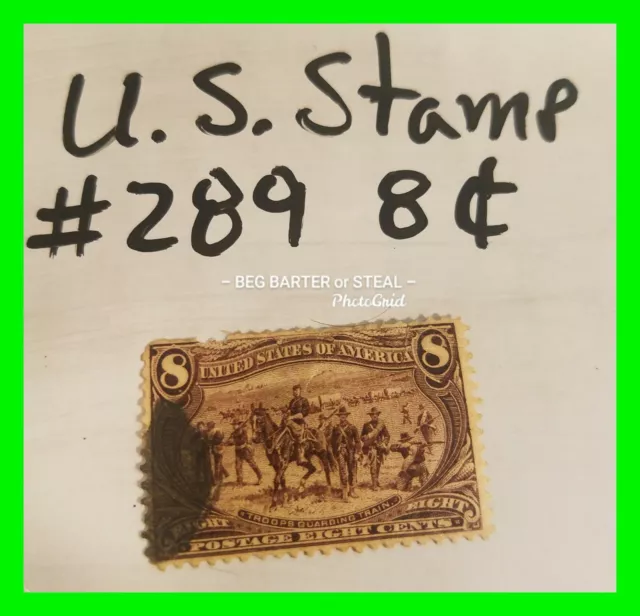 U.S. Stamp
#289 8¢
- BEG BARTER or STEAL -
PhotoGrid
8 8
UNITED STATES OF AMERICA
TROOPS GUARDING TRAIN.
EIGHT EIGHT
POSTAGE EIGHT CENTS